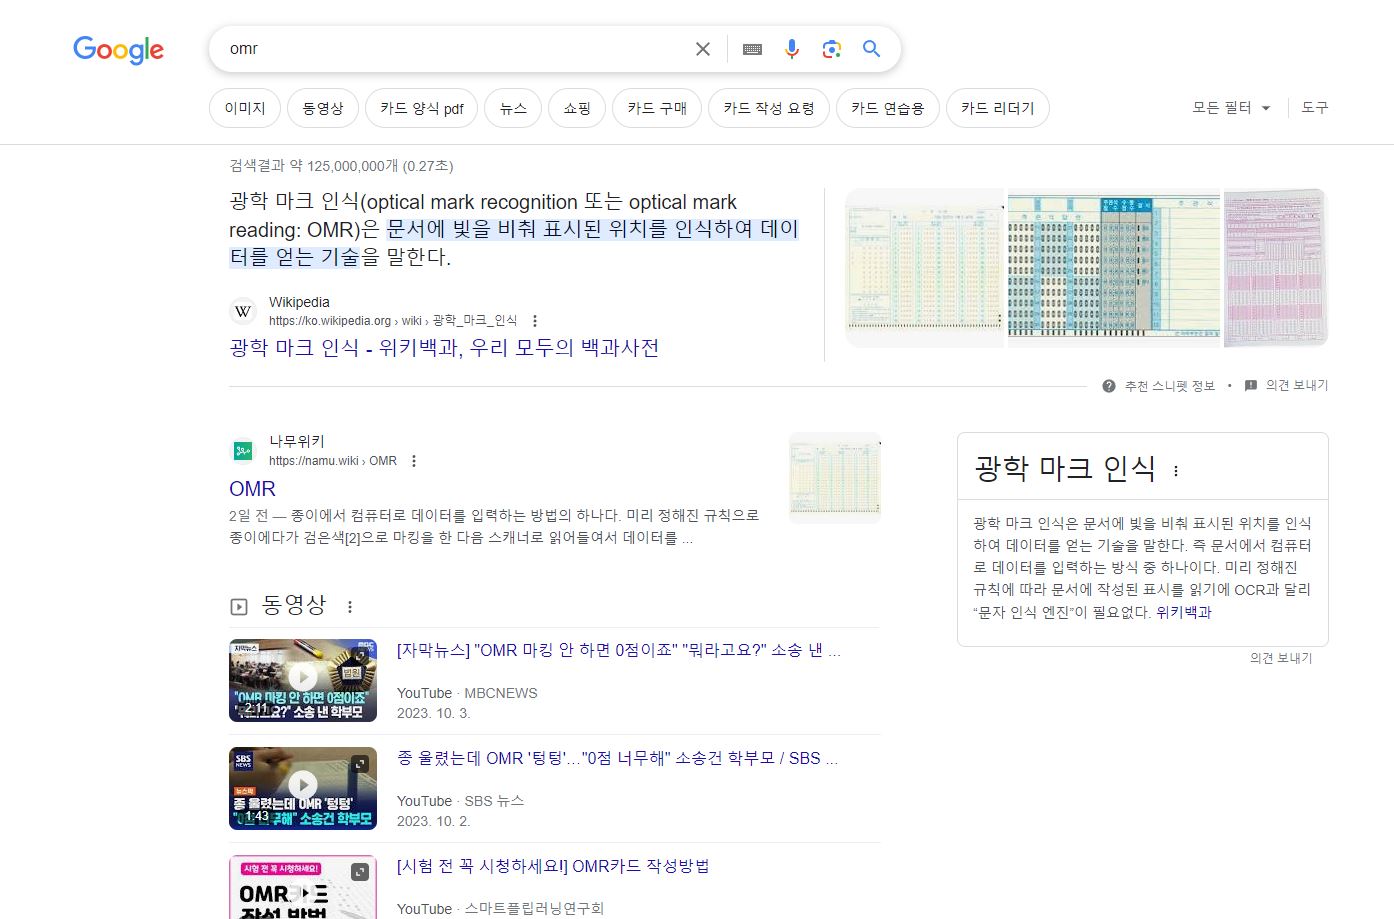 Google
omr
이미지
동영상
카드 양식 pdf
뉴스
쇼핑
카드 구매
카드 작성 요령
카드 연습용
카드 리더기
모든 필터
도구
검색결과 약 125,000,000개 (0.27초)
광학 마크 인식(optical mark recognition 또는 optical mark
reading: OMR)은 문서에 빛을 비춰 표시된 위치를 인식하여 데이
터를 얻는 기술을 말한다.
W
Wikipedia
https://ko.wikipedia.org › wiki › 광학_마크_인식
광학 마크 인식 - 위키백과, 우리 모두의 백과사전
추천 스니펫 정보 • 의견 보내기
나무위키
https://namu.wiki › OMR
OMR
2일 전 — 종이에서 컴퓨터로 데이터를 입력하는 방법의 하나다. 미리 정해진 규칙으로
종이에다가 검은색[2]으로 마킹을 한 다음 스캐너로 읽어들여서 데이터를 ...
광학 마크 인식
광학 마크 인식은 문서에 빛을 비춰 표시된 위치를 인식
하여 데이터를 얻는 기술을 말한다. 즉 문서에서 컴퓨터
로 데이터를 입력하는 방식 중 하나이다. 미리 정해진
규칙에 따라 문서에 작성된 표시를 읽기에 OCR과 달리
“문자 인식 엔진”이 필요없다. 위키백과
의견 보내기
동영상
자막뉴스
MBC
법원
"OMR 마킹 안 하면 0점이죠"
"뭐라고요?" 소송 낸 학부모
2:11
[자막뉴스] "OMR 마킹 안 하면 0점이죠" "뭐라고요?" 소송 낸 ...
YouTube · MBCNEWS
2023. 10. 3.
SBS NEWS
종 울렸는데 OMR '텅텅'
소송건 학부모
1:43
종 울렸는데 OMR '텅텅'…"0점 너무해" 소송건 학부모 / SBS ...
YouTube · SBS 뉴스
2023. 10. 2.
시험 전 꼭 시청하세요!
OMR카드
작성 방법
[시험 전 꼭 시청하세요!] OMR카드 작성방법
YouTube · 스마트플립러닝연구회